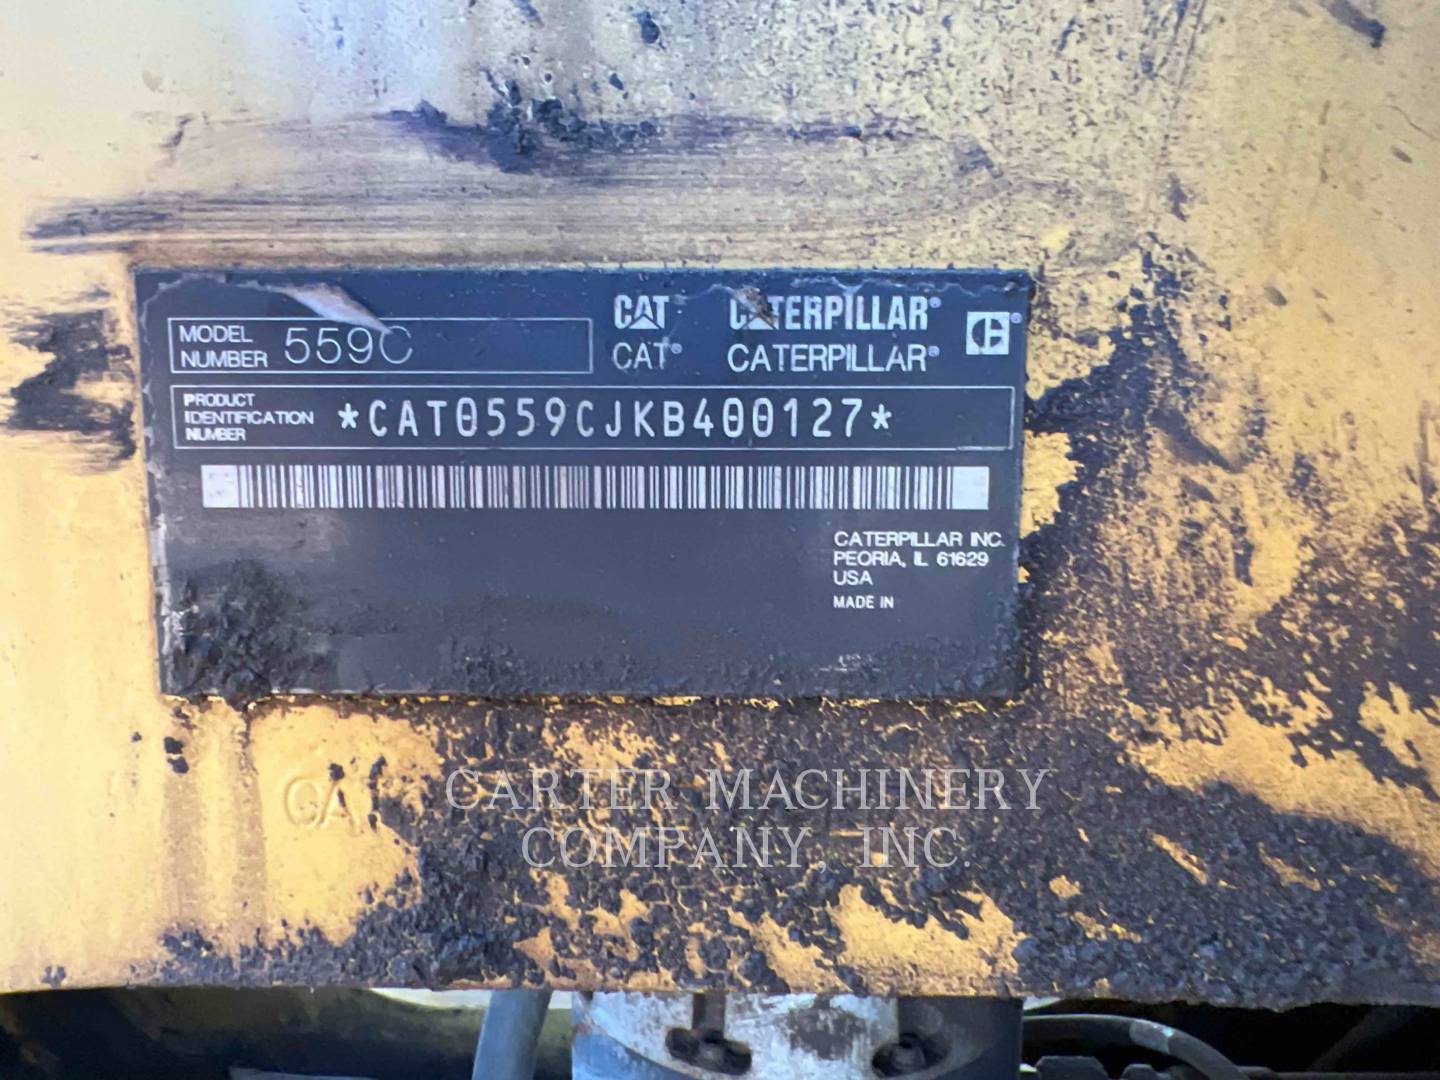 MODEL NUMBER 559C
CAT CATERPILLAR®
CAT® CATERPILLAR®
PRODUCT IDENTIFICATION NUMBER *CAT0559CJKB400127*
CATERPILLAR INC.
PEORIA, IL 61629
USA
MADE IN
CARTER MACHINERY
COMPANY, INC.